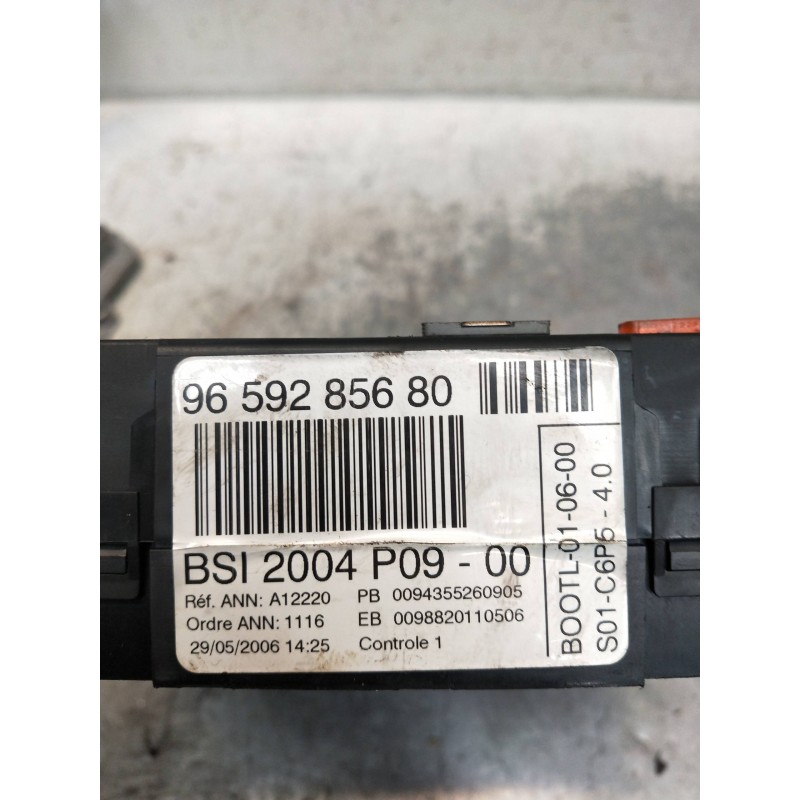 96 592 856 80
BSI 2004 P09 - 00
Réf. ANN: A12220 PB 0094355260905
Ordre ANN: 1116 EB 0098820110506
29/05/2006 14:25 Controle 1
BOOTL-01-06-00
S01-C6P5 - 4.0